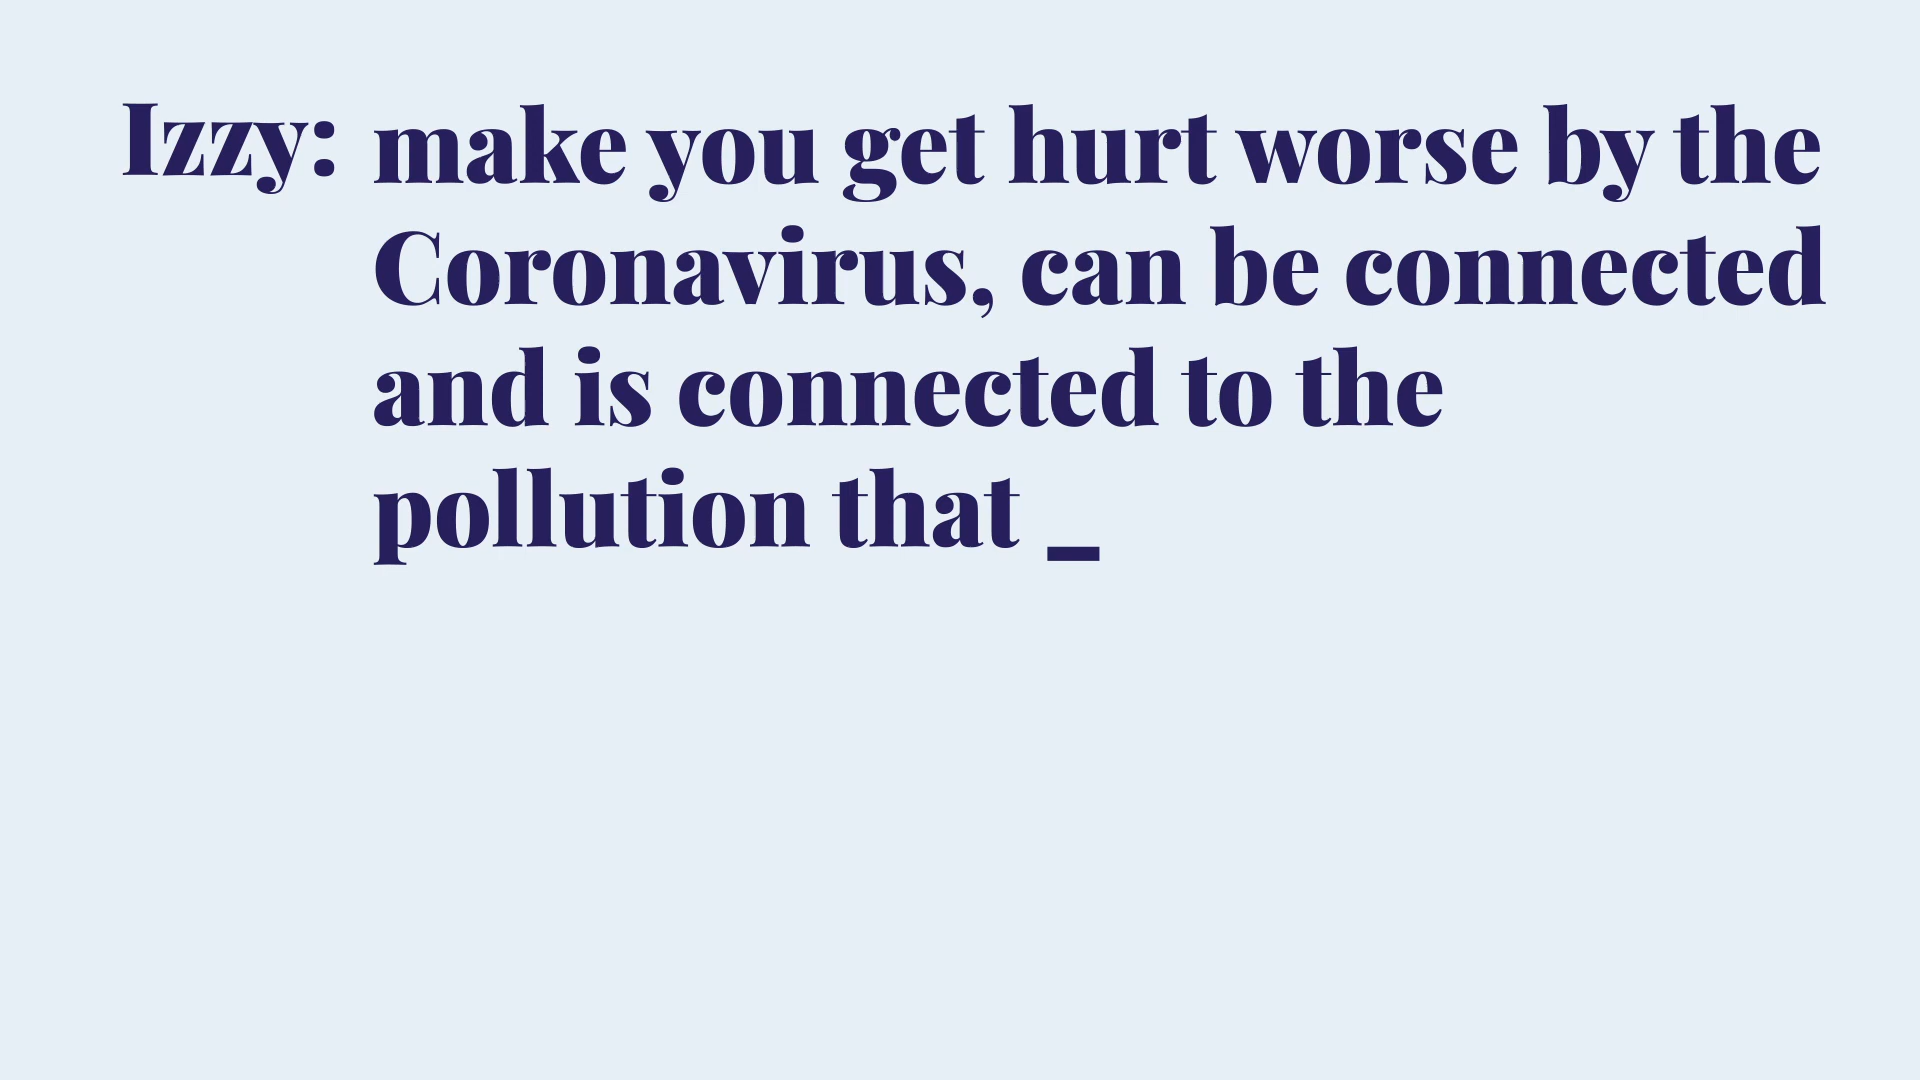 Izzy: make you get hurt worse by the
Coronavirus, can be connected
and is connected to the
pollution that _